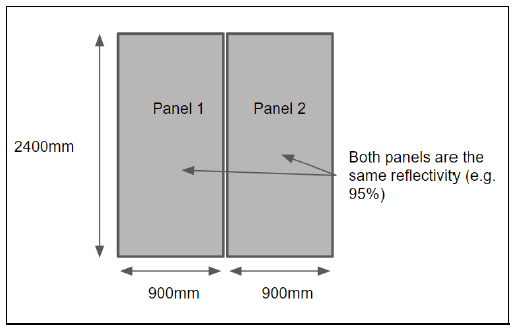 Panel 1
Panel 2
2400mm
Both panels are the
same reflectivity (e.g.
95%)
900mm
900mm